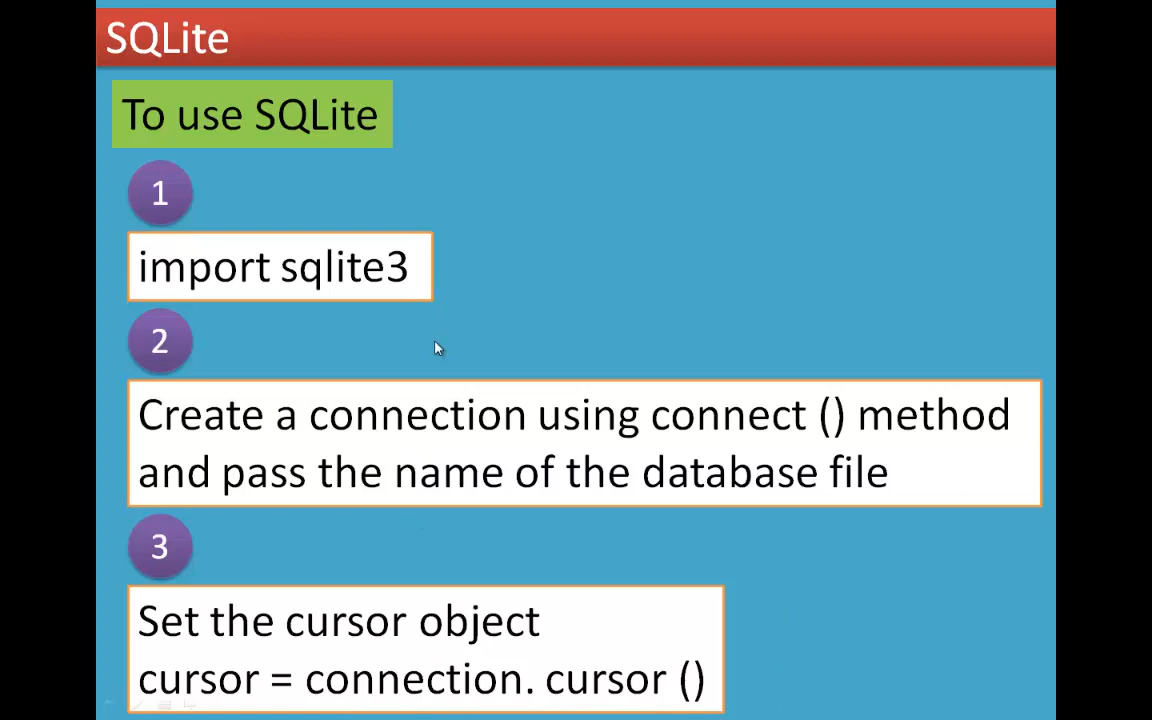 SQLite
To use SQLite
1
import sqlite3
2
Create a connection using connect () method
and pass the name of the database file
3
Set the cursor object
cursor = connection. cursor ()